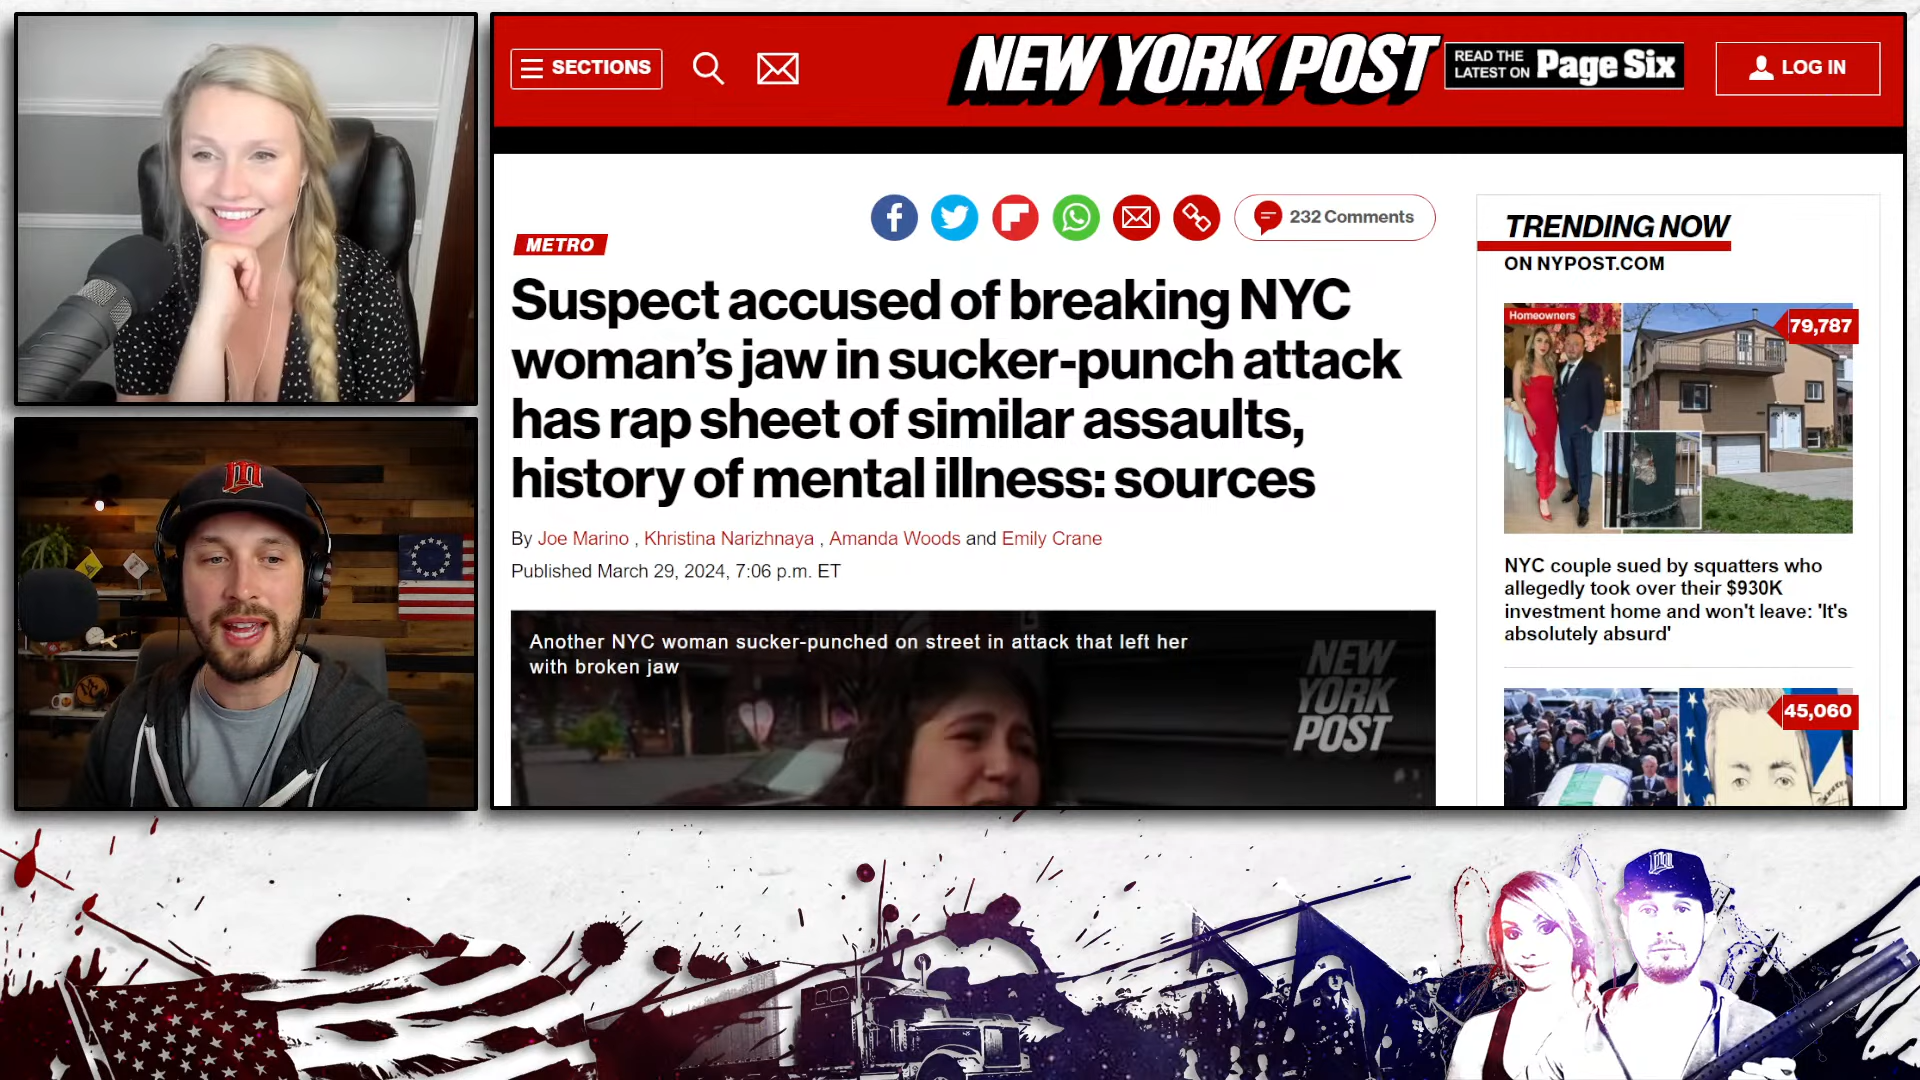 SECTIONS
NEW YORK POST
READ THE
LATEST ON
Page Six
LOG IN
232 Comments
METRO
Suspect accused of breaking NYC
woman’s jaw in sucker-punch attack
has rap sheet of similar assaults,
history of mental illness: sources
By Joe Marino , Khristina Narizhnaya , Amanda Woods and Emily Crane
Published March 29, 2024, 7:06 p.m. ET
Another NYC woman sucker-punched on street in attack that left her
with broken jaw
NEW
YORK
POST
TRENDING NOW
ON NYPOST.COM
Homeowners
79,787
NYC couple sued by squatters who
allegedly took over their $930K
investment home and won't leave: 'It's
absolutely absurd'
45,060